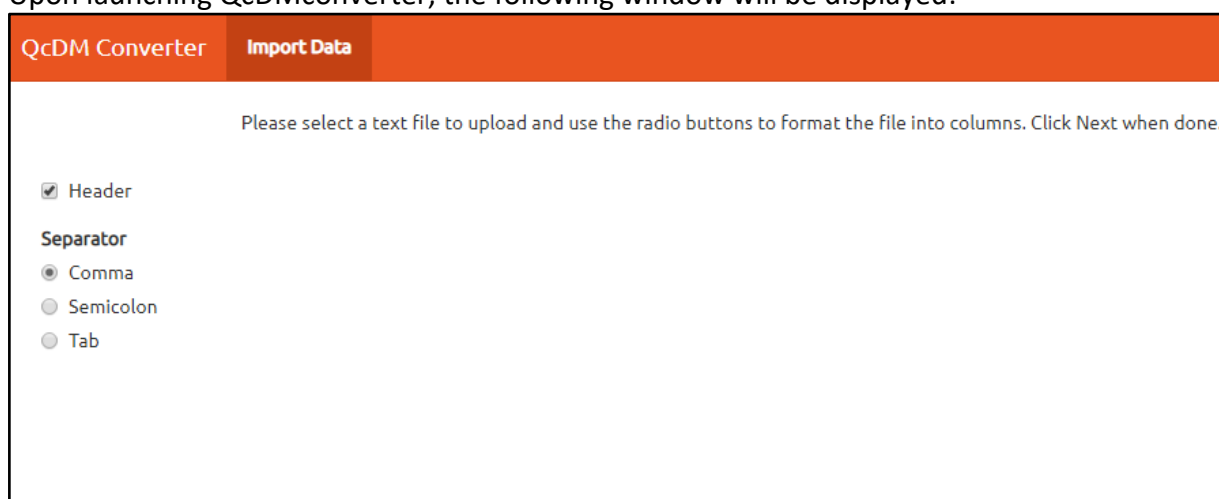 Upon launching QcDMconverter, the following window will be displayed:
QcDM Converter Import Data
Please select a text file to upload and use the radio buttons to format the file into columns. Click Next when done.
Header
Separator
Comma
Semicolon
Tab